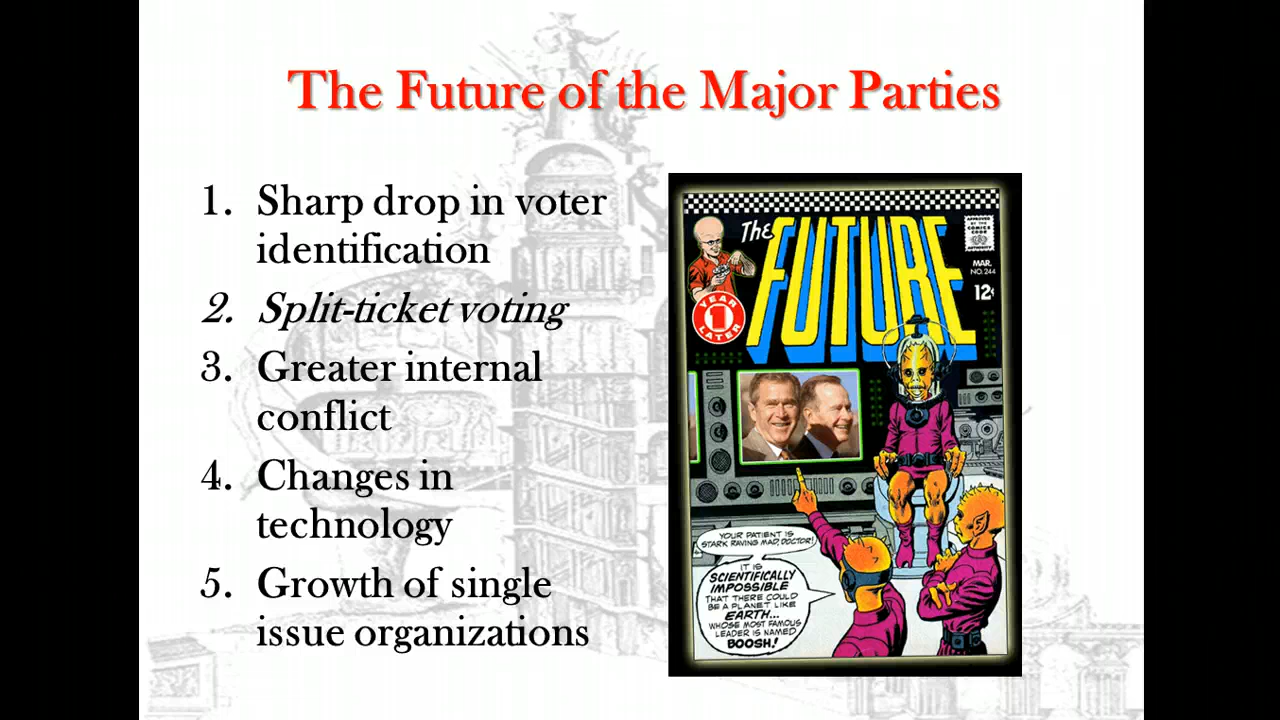 The Future of the Major Parties
1. Sharp drop in voter
identification
2. Split-ticket voting
3. Greater internal
conflict
4. Changes in
technology
5. Growth of single
issue organizations
The
FUTURE
APPROVED
BY THE
COMICS
CODE
AUTHORITY
MAR.
NO. 244
12¢
YEAR
1
LATER
YOUR PATIENT IS
STARK RAVING MAD, DOCTOR!
IT IS
SCIENTIFICALLY
IMPOSSIBLE
THAT THERE COULD
BE A PLANET LIKE
EARTH...
WHOSE MOST FAMOUS
LEADER IS NAMED
BOOSH!